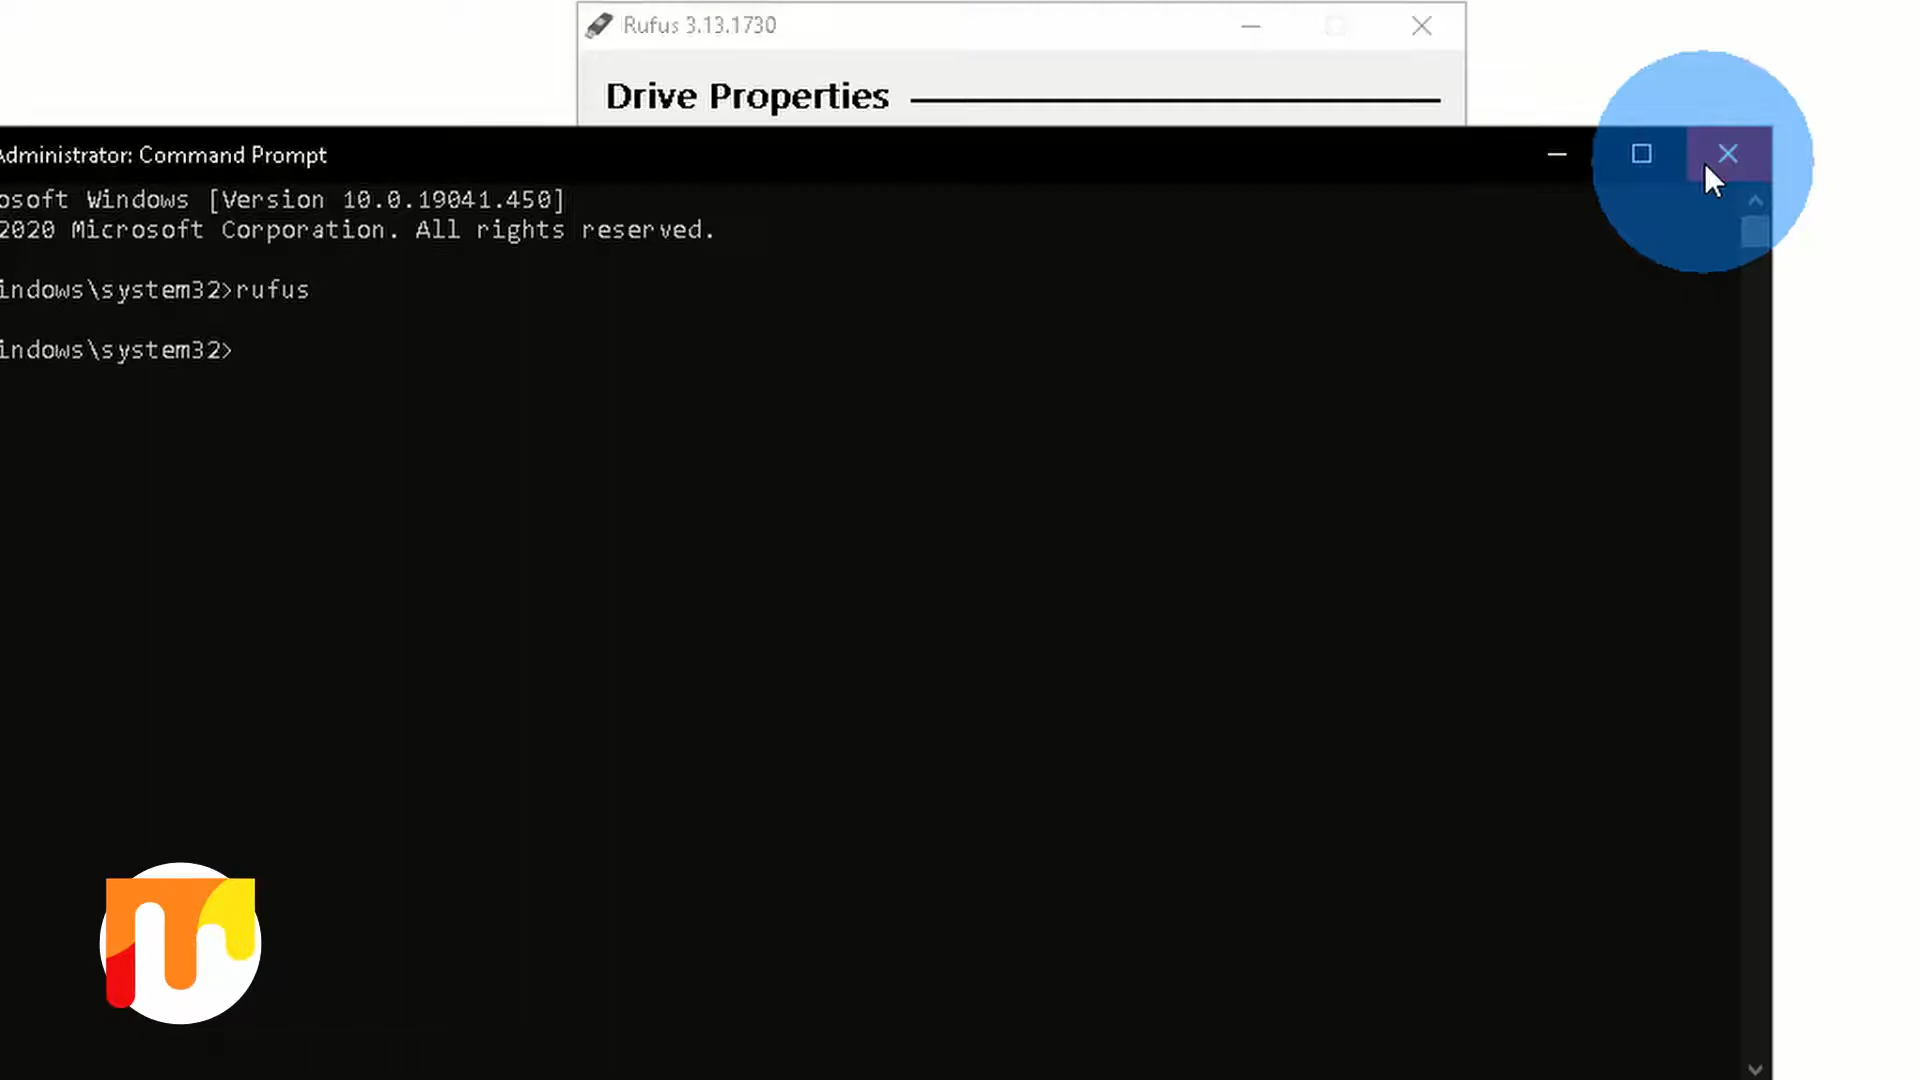 Rufus 3.13.1730
Drive Properties
Administrator: Command Prompt
osoft Windows [Version 10.0.19041.450]
2020 Microsoft Corporation. All rights reserved.
indows\system32>rufus
indows\system32>